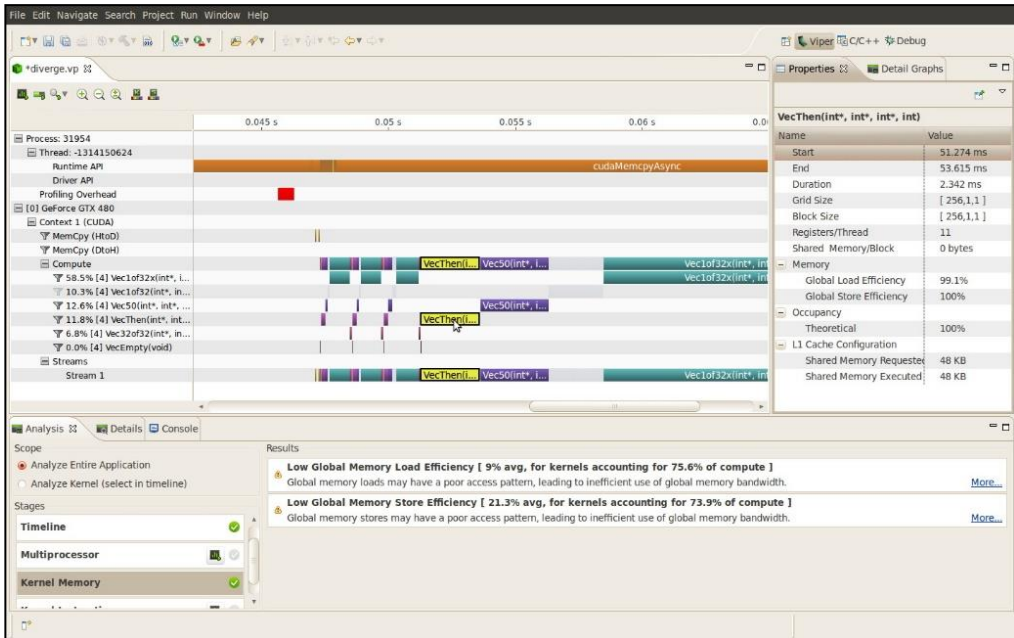 File Edit Navigate Search Project Run Window Help
Viper C/C++ Debug
*diverge.vp
0.045 s 0.05 s 0.055 s 0.06 s 0.0
Process: 31954
Thread: -1314150624
Runtime API cudaMemcpyAsync
Driver API
Profiling Overhead
[0] GeForce GTX 480
Context 1 (CUDA)
MemCpy (HtoD)
MemCpy (DtoH)
Compute VecThen(i... Vec50(int*, i... Vec1of32x(int*, int
58.5% [4] Vec1of32x(int*, i... Vec1of32x(int*, int
10.3% [4] Vec1of32(int*, in...
12.6% [4] Vec50(int*, int*, ... Vec50(int*, i...
11.8% [4] VecThen(int*, int... VecThen(i...
6.8% [4] Vec32of32(int*, in...
0.0% [4] VecEmpty(void)
Streams
Stream 1 VecThen(i... Vec50(int*, i... Vec1of32x(int*, int
Properties Detail Graphs
VecThen(int*, int*, int*, int)
Name Value
Start 51.274 ms
End 53.615 ms
Duration 2.342 ms
Grid Size [ 256,1,1 ]
Block Size [ 256,1,1 ]
Registers/Thread 11
Shared Memory/Block 0 bytes
Memory
Global Load Efficiency 99.1%
Global Store Efficiency 100%
Occupancy
Theoretical 100%
L1 Cache Configuration
Shared Memory Requested 48 KB
Shared Memory Executed 48 KB
Analysis Details Console
Scope
Analyze Entire Application
Analyze Kernel (select in timeline)
Stages
Timeline
Multiprocessor
Kernel Memory
Results
Low Global Memory Load Efficiency [ 9% avg, for kernels accounting for 75.6% of compute ]
Global memory loads may have a poor access pattern, leading to inefficient use of global memory bandwidth. More...
Low Global Memory Store Efficiency [ 21.3% avg, for kernels accounting for 73.9% of compute ]
Global memory stores may have a poor access pattern, leading to inefficient use of global memory bandwidth. More...